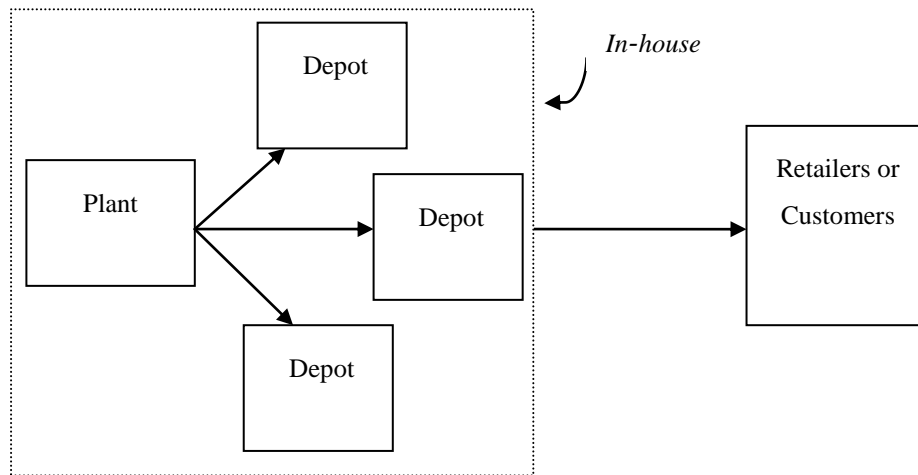 Depot
In-house
Plant
Depot
Retailers or
Customers
Depot